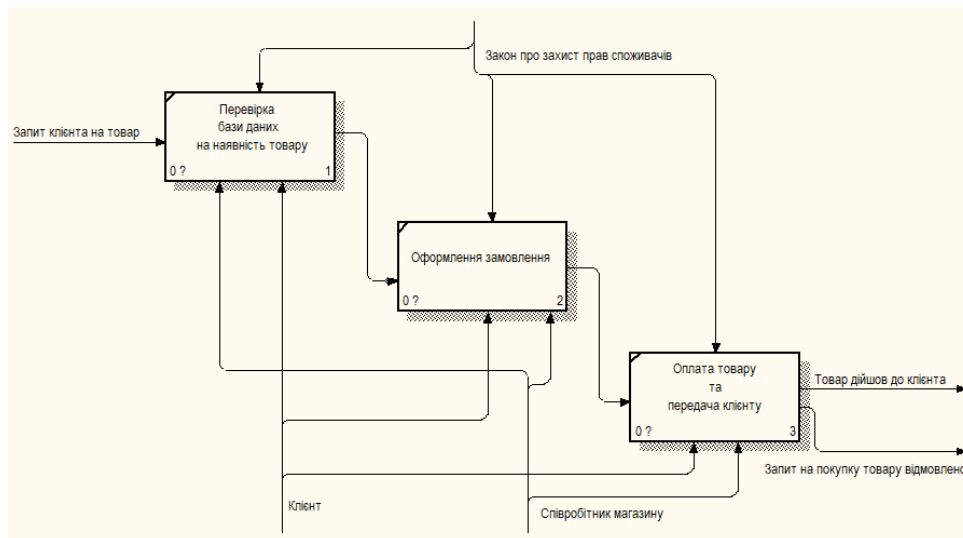 Закон про захист прав споживачів
Запит клієнта на товар
Перевірка
бази даних
на наявність товару
0 ?
1
Оформлення замовлення
0 ?
2
Оплата товару
та
передача клієнту
0 ?
3
Товар дійшов до клієнта
Запит на покупку товару відмовлено
Клієнт
Співробітник магазину